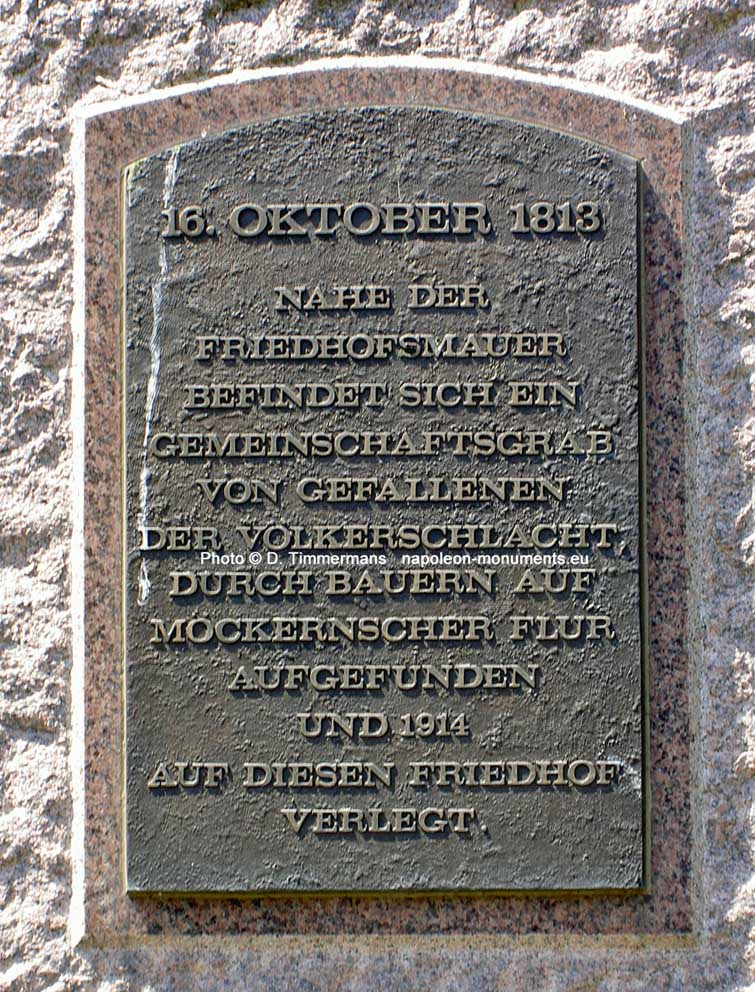 16. OKTOBER 1813
NAHE DER
FRIEDHOFSMAUER
BEFINDET SICH EIN
GEMEINSCHAFTSGRAB
VON GEFALLENEN
DER VÖLKERSCHLACHT,
Photo © D. Timmermans napoleon-monuments.eu
DURCH BAUERN AUF
MÖCKERNSCHER FLUR
AUFGEFUNDEN
UND 1914
AUF DIESEN FRIEDHOF
VERLEGT.